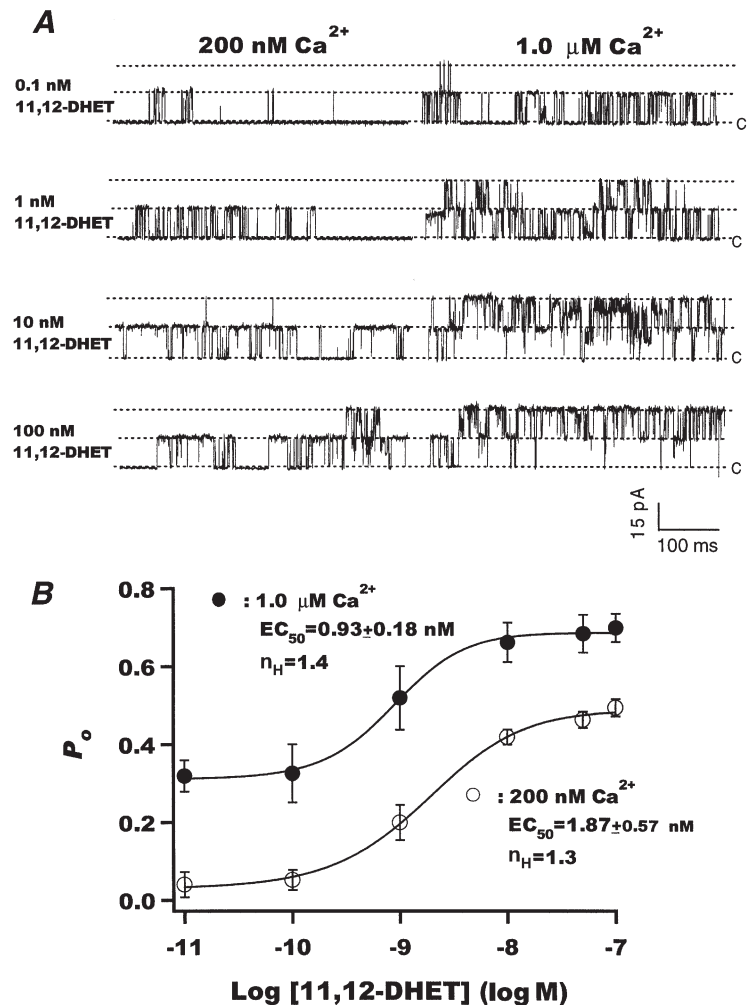 A
200 nM Ca2+ 1.0 μM Ca2+
0.1 nM
11,12-DHET
C
1 nM
11,12-DHET
C
10 nM
11,12-DHET
C
100 nM
11,12-DHET
C
15 pA
100 ms
B
0.8
0.6
0.4
0.2
0.0
Po
: 1.0 μM Ca2+
EC50=0.93±0.18 nM
nH=1.4
: 200 nM Ca2+
EC50=1.87±0.57 nM
nH=1.3
-11 -10 -9 -8 -7
Log [11,12-DHET] (log M)